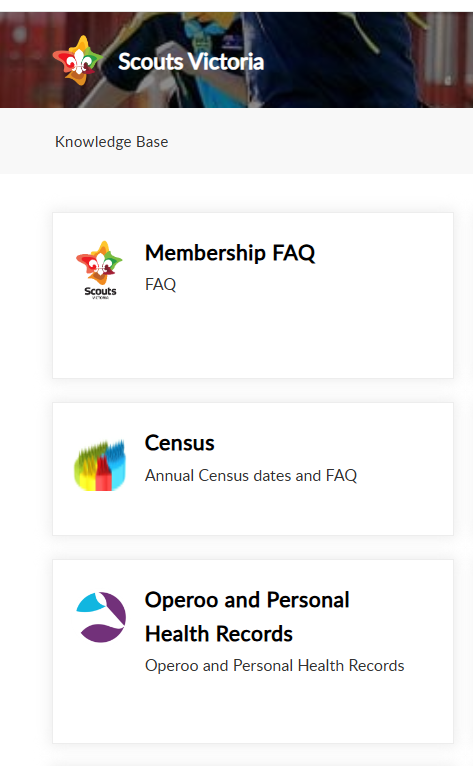 Scouts Victoria
Knowledge Base
Membership FAQ
FAQ
Scouts
VICTORIA
Census
Annual Census dates and FAQ
Operoo and Personal
Health Records
Operoo and Personal Health Records